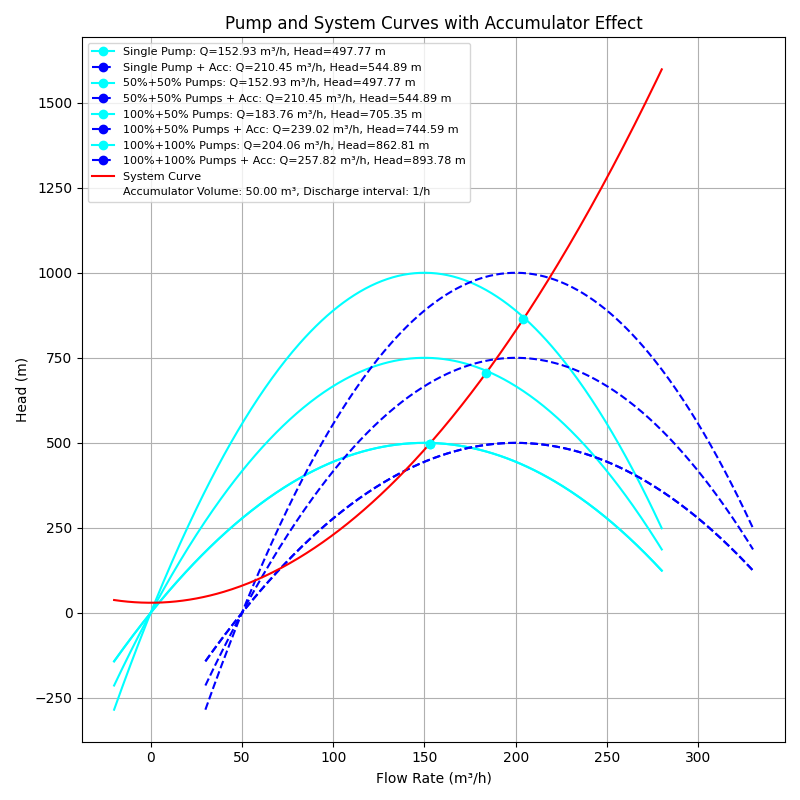 Pump and System Curves with Accumulator Effect
Single Pump: Q=152.93 m³/h, Head=497.77 m
Single Pump + Acc: Q=210.45 m³/h, Head=544.89 m
50%+50% Pumps: Q=152.93 m³/h, Head=497.77 m
50%+50% Pumps + Acc: Q=210.45 m³/h, Head=544.89 m
100%+50% Pumps: Q=183.76 m³/h, Head=705.35 m
100%+50% Pumps + Acc: Q=239.02 m³/h, Head=744.59 m
100%+100% Pumps: Q=204.06 m³/h, Head=862.81 m
100%+100% Pumps + Acc: Q=257.82 m³/h, Head=893.78 m
System Curve
Accumulator Volume: 50.00 m³, Discharge interval: 1/h
Head (m)
1500
1250
1000
750
500
250
0
−250
0 50 100 150 200 250 300
Flow Rate (m³/h)